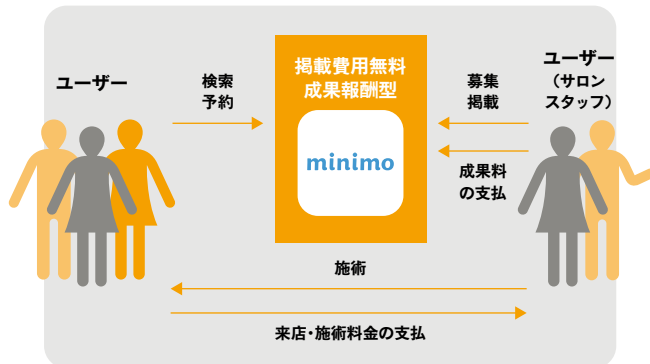 ユーザー
検索
予約
掲載費用無料
成果報酬型
minimo
募集
掲載
ユーザー
（サロン
スタッフ）
成果料
の支払
施術
来店・施術料金の支払